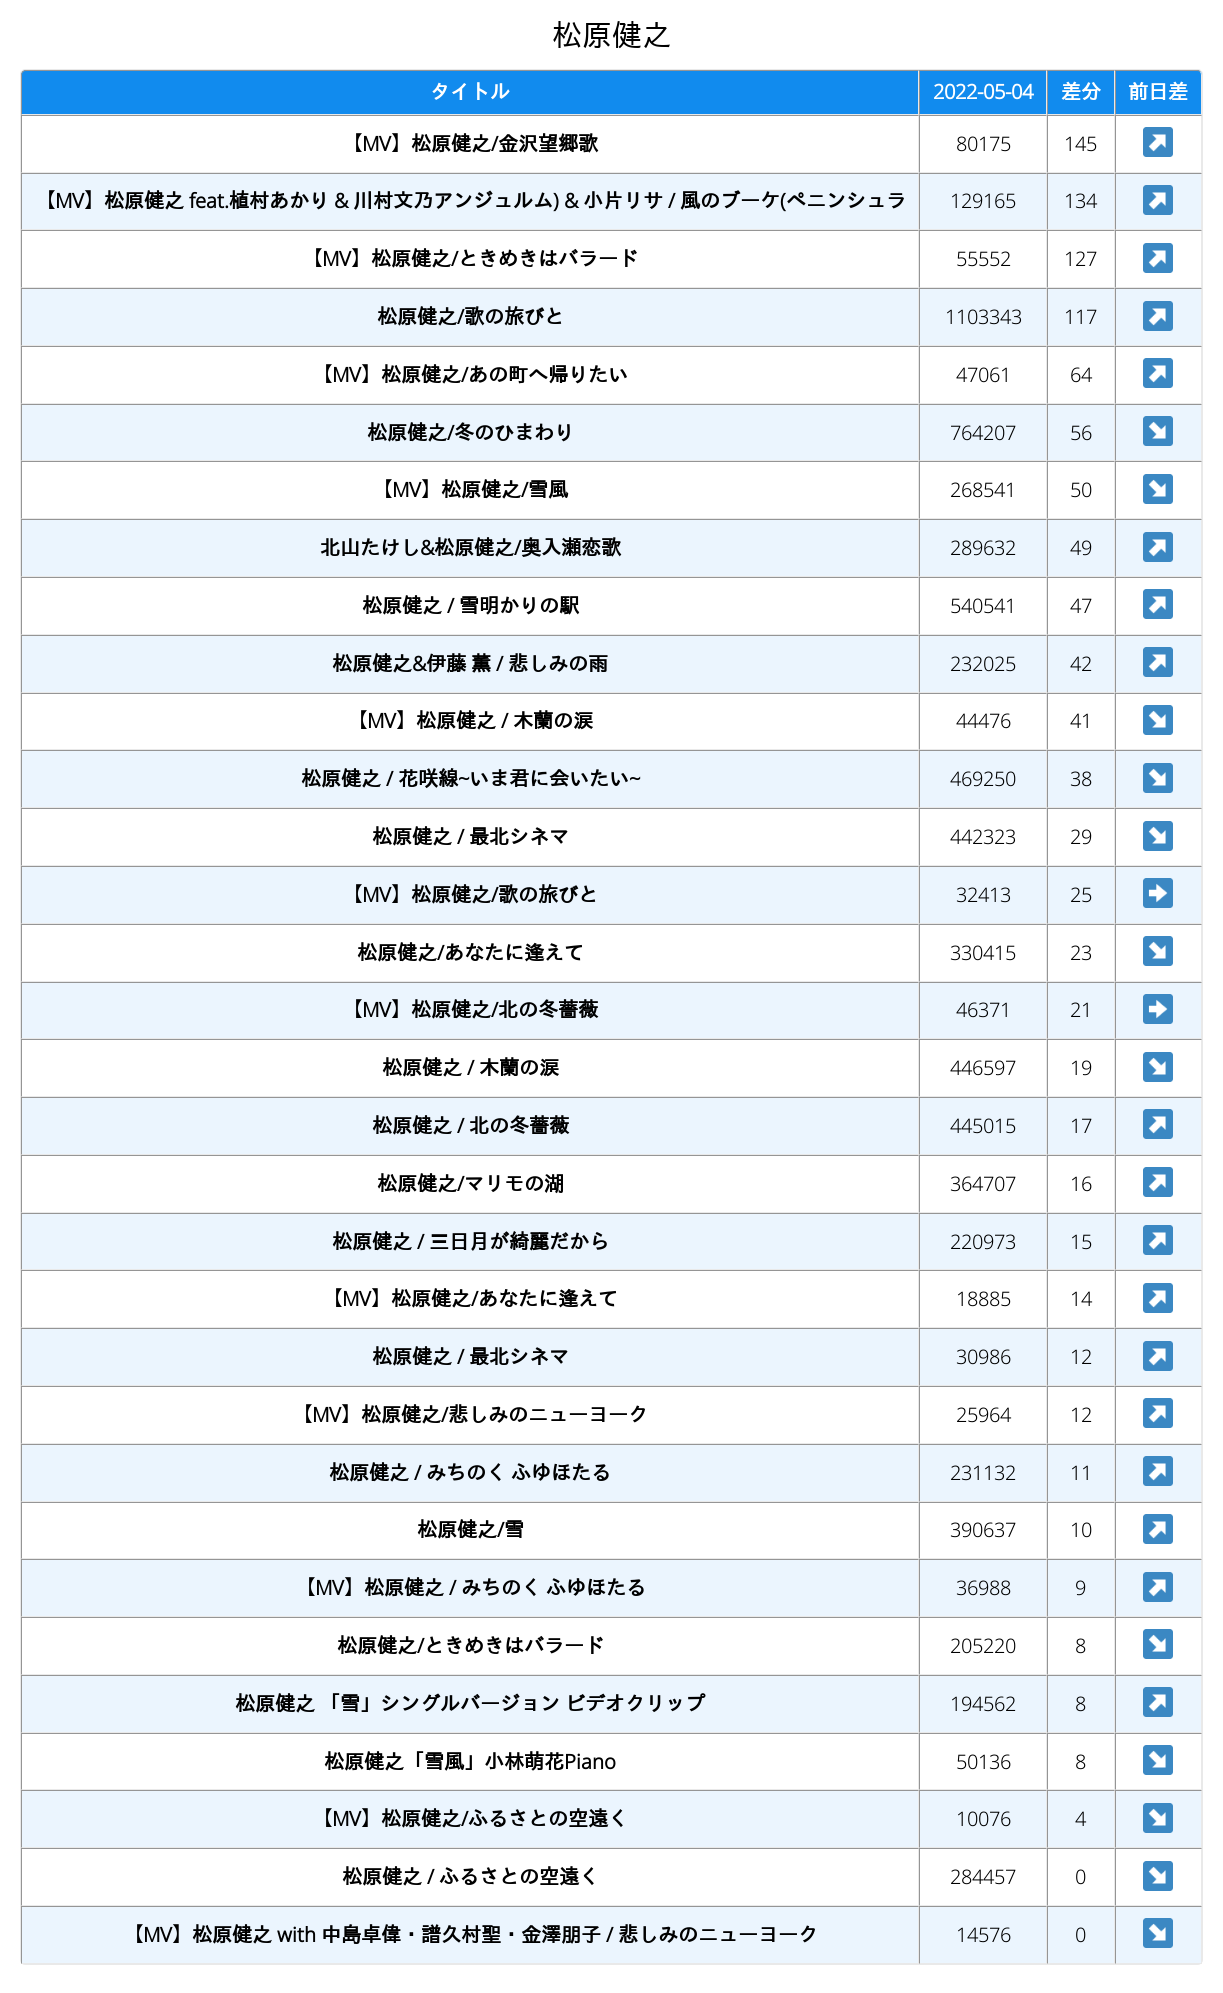 松原健之
タイトル 2022-05-04 差分 前日差
【MV】松原健之/金沢望郷歌 80175 145
【MV】松原健之 feat.植村あかり & 川村文乃アンジュルム) & 小片リサ / 風のブーケ(ペニンシュラ 129165 134
【MV】松原健之/ときめきはバラード 55552 127
松原健之/歌の旅びと 1103343 117
【MV】松原健之/あの町へ帰りたい 47061 64
松原健之/冬のひまわり 764207 56
【MV】松原健之/雪風 268541 50
北山たけし&松原健之/奥入瀬恋歌 289632 49
松原健之 / 雪明かりの駅 540541 47
松原健之&伊藤 薫 / 悲しみの雨 232025 42
【MV】松原健之 / 木蘭の涙 44476 41
松原健之 / 花咲線~いま君に会いたい~ 469250 38
松原健之 / 最北シネマ 442323 29
【MV】松原健之/歌の旅びと 32413 25
松原健之/あなたに逢えて 330415 23
【MV】松原健之/北の冬薔薇 46371 21
松原健之 / 木蘭の涙 446597 19
松原健之 / 北の冬薔薇 445015 17
松原健之/マリモの湖 364707 16
松原健之 / 三日月が綺麗だから 220973 15
【MV】松原健之/あなたに逢えて 18885 14
松原健之 / 最北シネマ 30986 12
【MV】松原健之/悲しみのニューヨーク 25964 12
松原健之 / みちのく ふゆほたる 231132 11
松原健之/雪 390637 10
【MV】松原健之 / みちのく ふゆほたる 36988 9
松原健之/ときめきはバラード 205220 8
松原健之 「雪」シングルバージョン ビデオクリップ 194562 8
松原健之「雪風」小林萌花Piano 50136 8
【MV】松原健之/ふるさとの空遠く 10076 4
松原健之 / ふるさとの空遠く 284457 0
【MV】松原健之 with 中島卓偉・譜久村聖・金澤朋子 / 悲しみのニューヨーク 14576 0